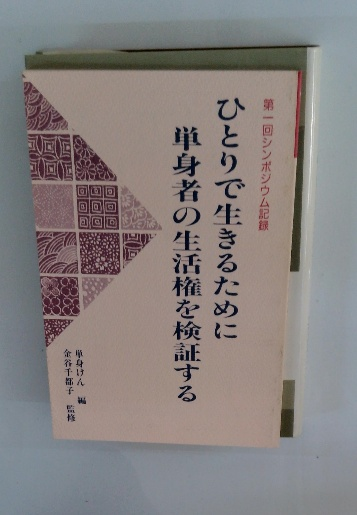 第一回シンポジウム記録
ひとりで生きるために
単身者の生活権を検証する
単身けん 編
金谷千都子 監修